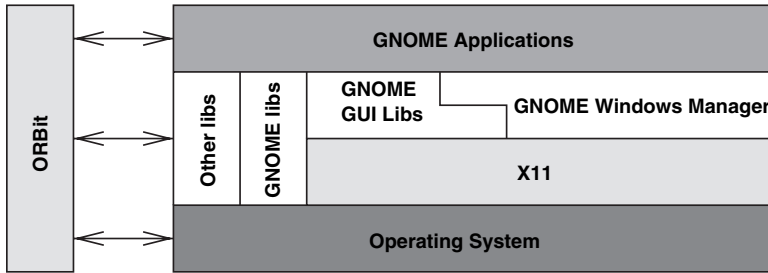 GNOME Applications
ORBit
Other libs
GNOME libs
GNOME
GUI Libs
GNOME Windows Manager
X11
Operating System